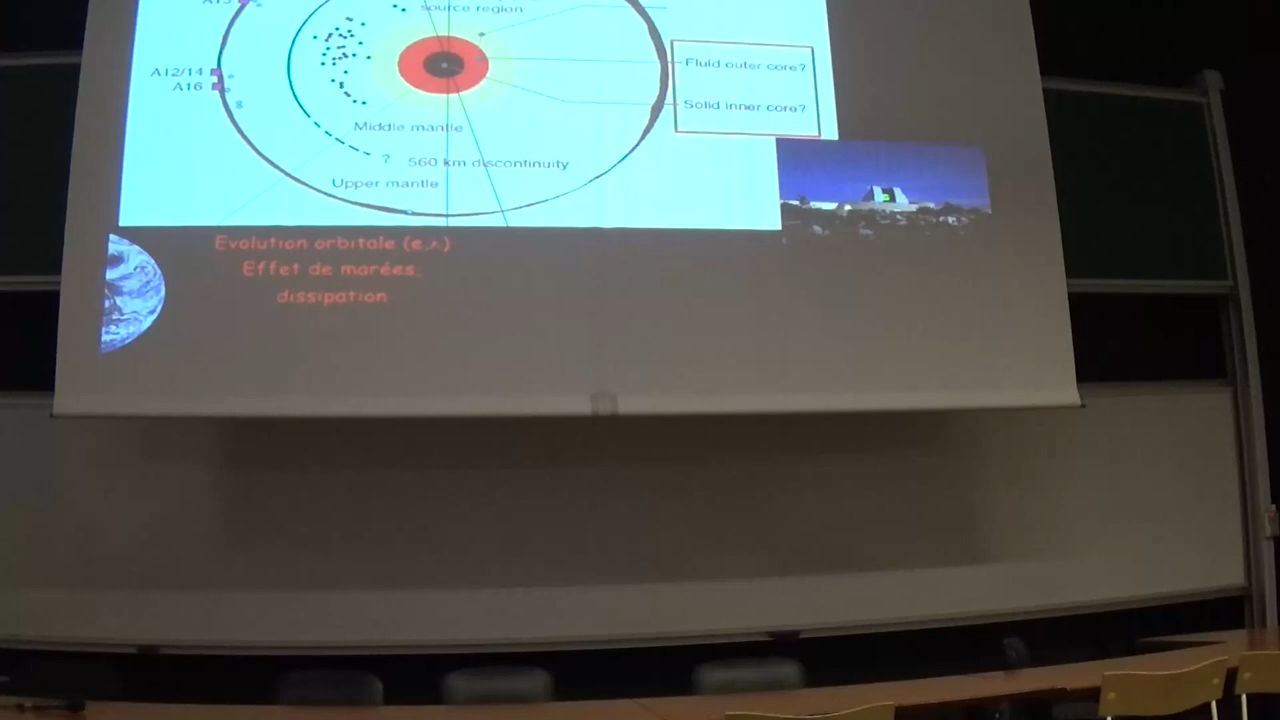 A15
source region
Fluid outer core?
A12/14
A16
Solid inner core?
Middle mantle
?
560 km discontinuity
Upper mantle
Evolution orbitale (e,
Effet de marées,
dissipation